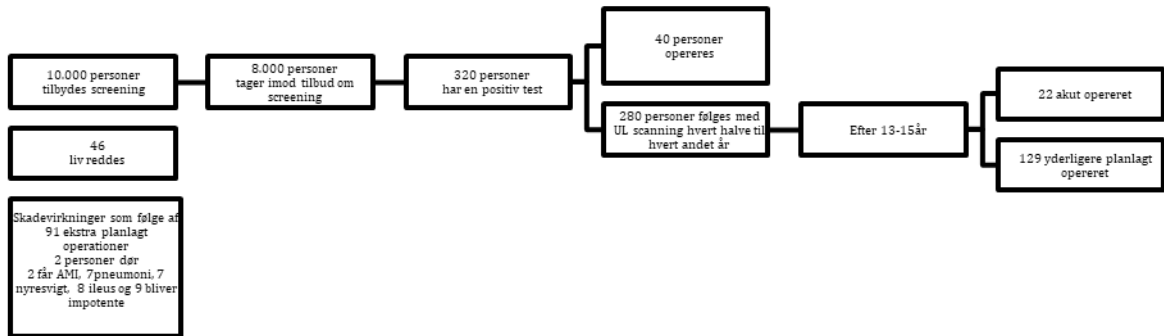 10.000 personer
tilbydes screening
8.000 personer
tager imod tilbud om
screening
320 personer
har en positiv test
40 personer
opereres
280 personer følges med
UL scanning hvert halve til
hvert andet år
Efter 13-15år
22 akut opereret
129 yderligere planlagt
opereret
46
liv reddes
Skadevirkninger som følge af
91 ekstra planlagt
operationer
2 personer dør
2 får AMI, 7pneumoni, 7
nyresvigt, 8 ileus og 9 bliver
impotente